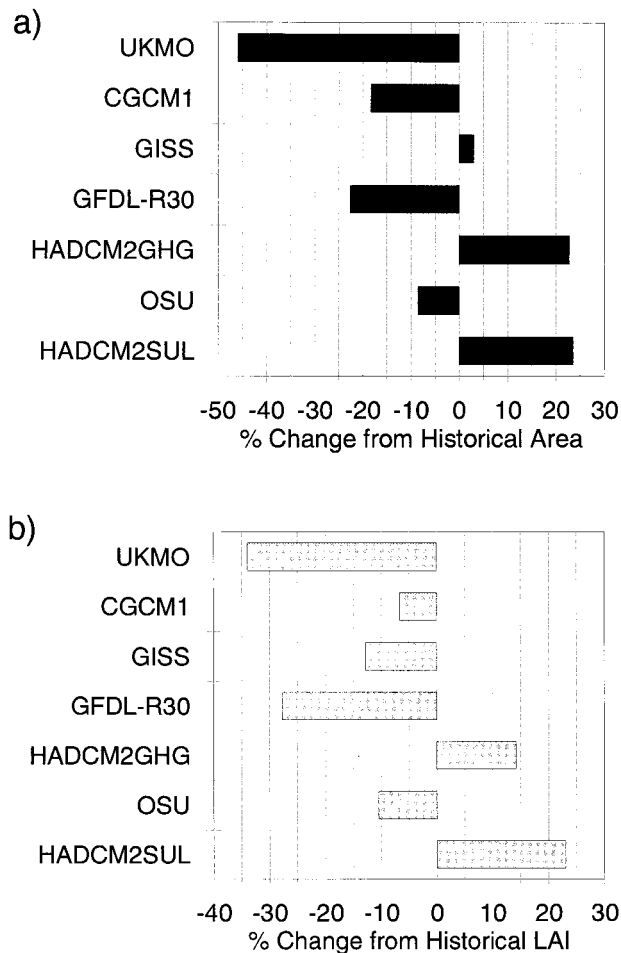 a)
UKMO
CGCM1
GISS
GFDL-R30
HADCM2GHG
OSU
HADCM2SUL
-50 -40 -30 -20 -10 0 10 20 30
% Change from Historical Area
b)
UKMO
CGCM1
GISS
GFDL-R30
HADCM2GHG
OSU
HADCM2SUL
-40 -30 -20 -10 0 10 20 30
% Change from Historical LAI